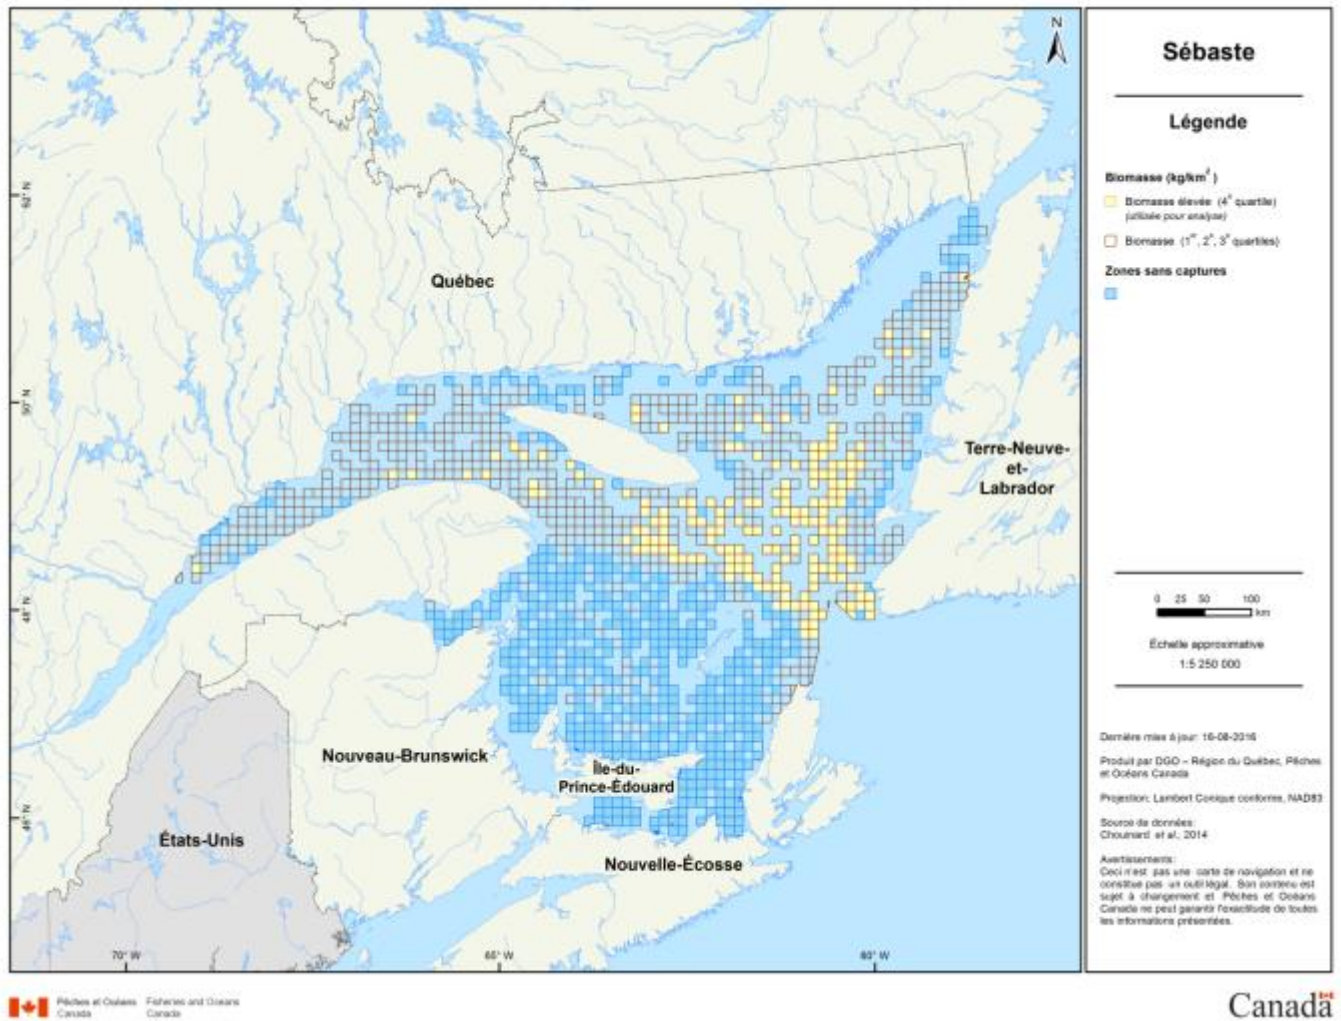 N
Sébaste
Légende
Biomasse (kg/km²)
Biomasse élevée (4e quartile)
(utilisée pour analyse)
Biomasse (1er, 2e, 3e quartiles)
Zones sans captures
Québec
Terre-Neuve-
et-
Labrador
Nouveau-Brunswick
Île-du-
Prince-Édouard
États-Unis
Nouvelle-Écosse
52° N
50° N
48° N
46° N
70° W
65° W
60° W
0 25 50 100
km
Échelle approximative
1:5 250 000
Dernière mise à jour: 16-08-2016
Produit par DGO – Région du Québec, Pêches
et Océans Canada
Projection: Lambert Conique conforme, NAD83
Source de données:
Chouinard et al., 2014
Avertissements:
Ceci n'est pas une carte de navigation et ne
constitue pas un outil légal. Son contenu est
sujet à changement et Pêches et Océans
Canada ne peut garantir l'exactitude de toutes
les informations présentées.
Pêches et Océans Fisheries and Oceans
Canada Canada
Canada